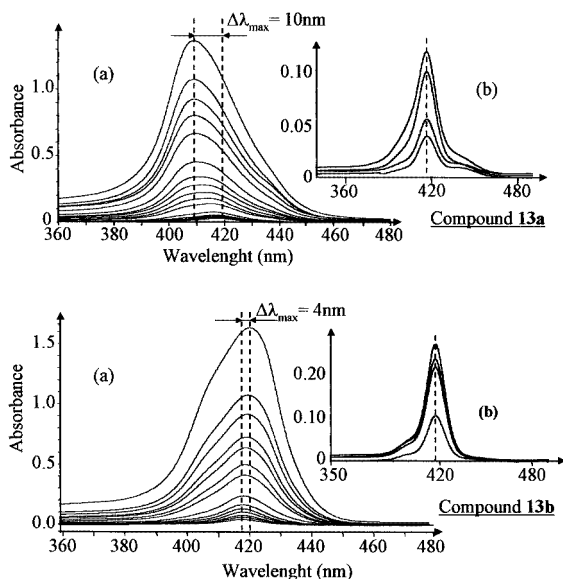 Δλmax= 10nm
(a)
1.0
0.5
0
Absorbance
360 380 400 420 440 460 480
Wavelenght (nm)
(b)
0.10
0.05
0
360 420 480
Compound 13a
Δλmax= 4nm
(a)
1.5
1.0
0.5
0.0
Absorbance
360 380 400 420 440 460 480
Wavelenght (nm)
(b)
0.20
0.10
0
350 420 490
Compound 13b